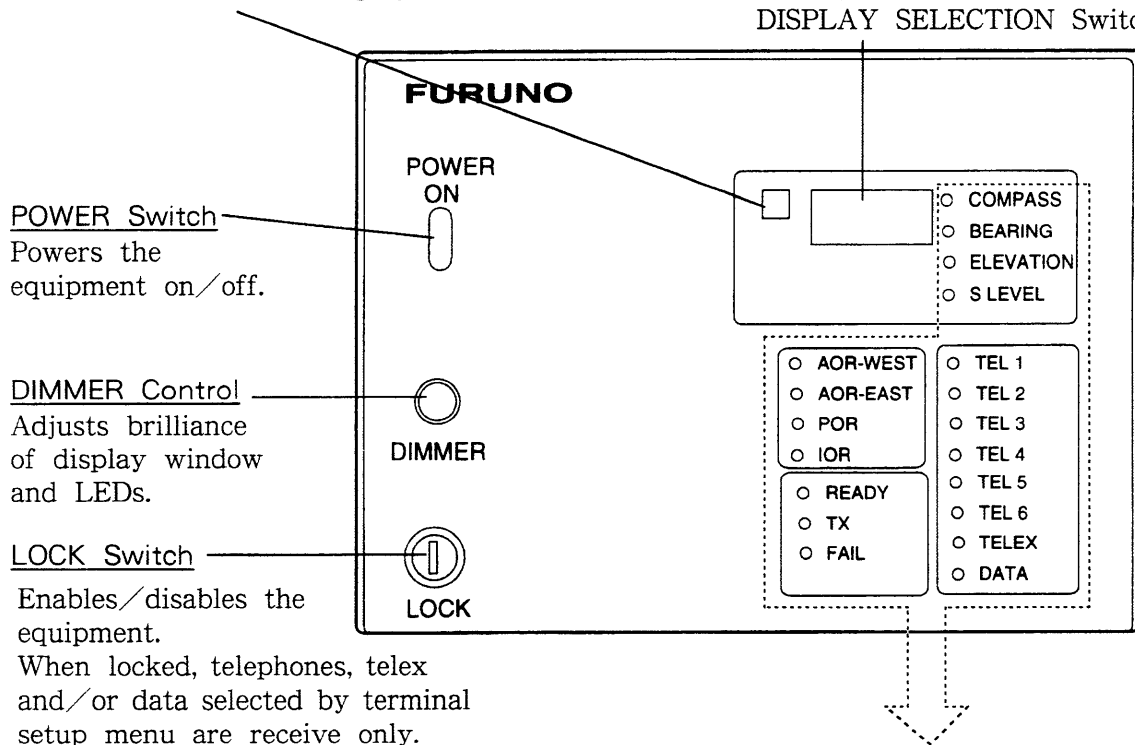 DISPLAY SELECTION
FURUNO
POWER
ON
POWER Switch
Powers the
equipment on/off.
COMPASS
BEARING
ELEVATION
S LEVEL
DIMMER Control
Adjusts brilliance
of display window
and LEDs.
DIMMER
AOR-WEST
AOR-EAST
POR
IOR
READY
TX
FAIL
TEL 1
TEL 2
TEL 3
TEL 4
TEL 5
TEL 6
TELEX
DATA
LOCK Switch
LOCK
Enables/disables the
equipment.
When locked, telephones, telex
and/or data selected by terminal
setup menu are receive only.